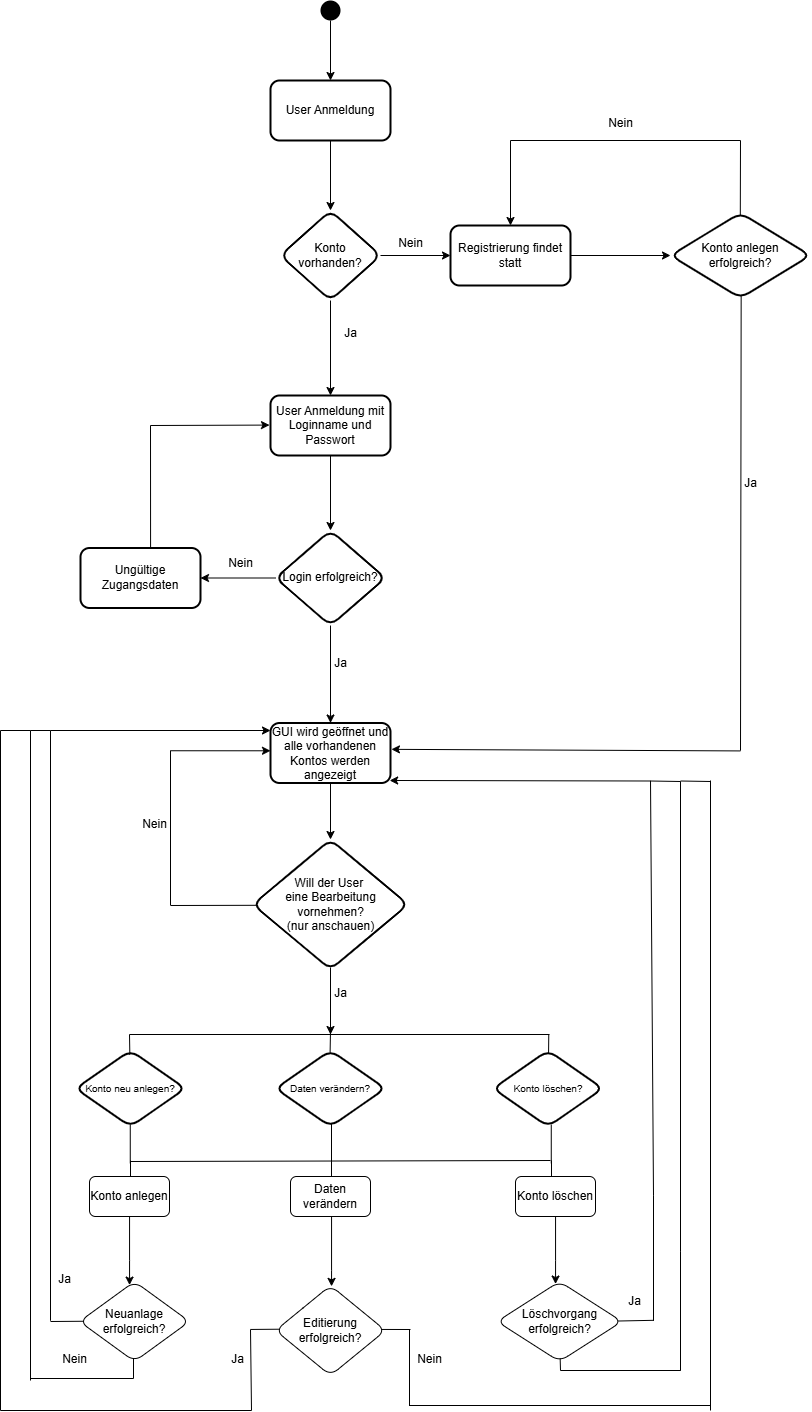 User Anmeldung
Nein
Konto
vorhanden?
Nein
Registrierung findet
statt
Konto anlegen
erfolgreich?
Ja
User Anmeldung mit
Loginname und
Passwort
Ja
Ungültige
Zugangsdaten
Nein
Login erfolgreich?
Ja
GUI wird geöffnet und
alle vorhandenen
Kontos werden
angezeigt
Nein
Will der User
eine Bearbeitung
vornehmen?
(nur anschauen)
Ja
Konto neu anlegen?
Daten verändern?
Konto löschen?
Konto anlegen
Daten
verändern
Konto löschen
Ja
Neuanlage
erfolgreich?
Nein
Editierung
erfolgreich?
Ja
Nein
Löschvorgang
erfolgreich?
Ja